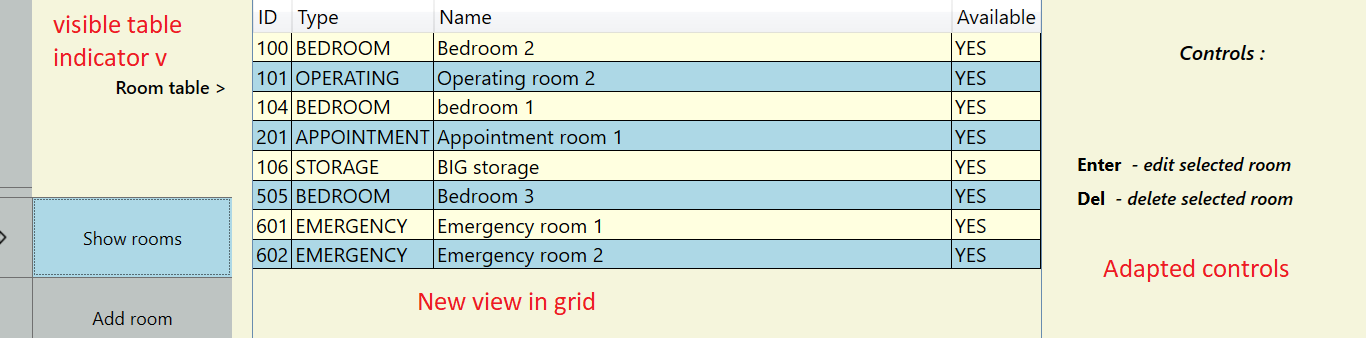 visible table
indicator v
Room table >
Show rooms
Add room
ID Type Name Available
100 BEDROOM Bedroom 2 YES
101 OPERATING Operating room 2 YES
104 BEDROOM bedroom 1 YES
201 APPOINTMENT Appointment room 1 YES
106 STORAGE BIG storage YES
505 BEDROOM Bedroom 3 YES
601 EMERGENCY Emergency room 1 YES
602 EMERGENCY Emergency room 2 YES
New view in grid
Controls :
Enter - edit selected room
Del - delete selected room
Adapted controls